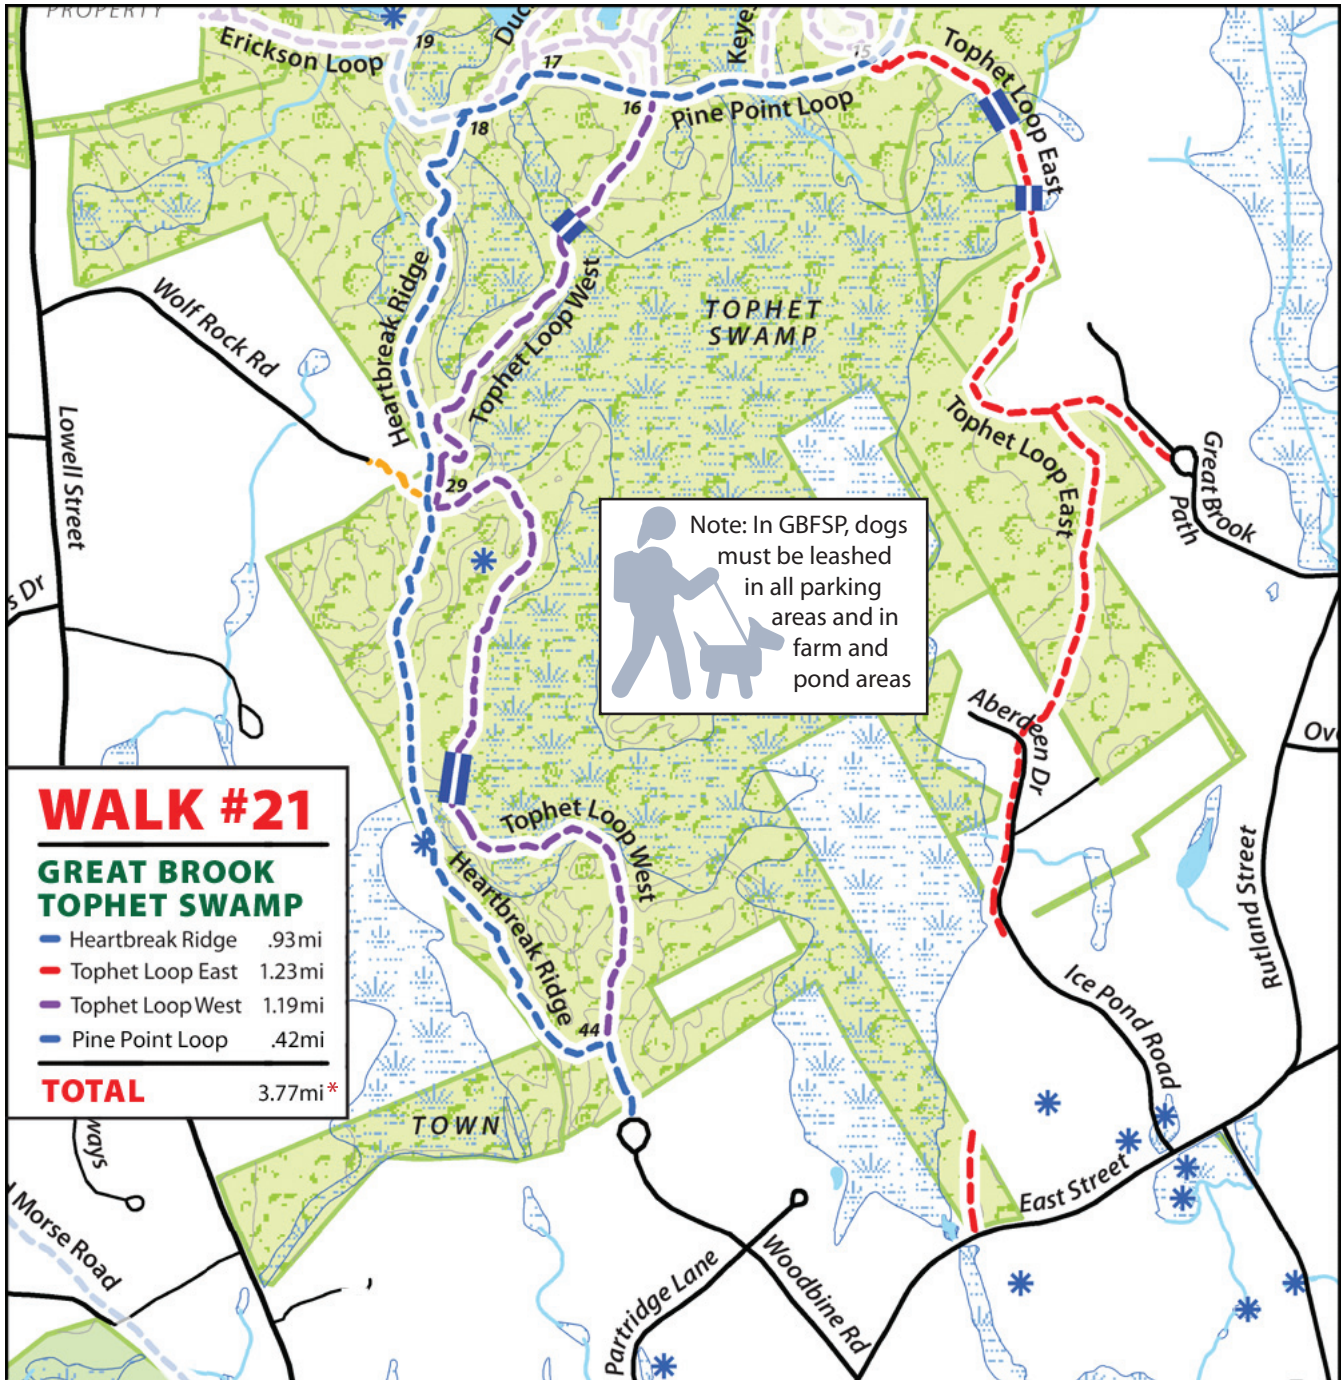 PROPERTY
Erickson Loop
19
Duc
17
Keyes
15
Tophet Loop East
16
Pine Point Loop
18
Heartbreak Ridge
Tophet Loop West
TOPHET
SWAMP
Wolf Rock Rd
Lowell Street
29
Tophet Loop East
Great Brook
Path
Note: In GBFSP, dogs
must be leashed
in all parking
areas and in
farm and
pond areas
s Dr
Aberdeen Dr
Ov
WALK #21
GREAT BROOK
TOPHET SWAMP
Heartbreak Ridge .93mi
Tophet Loop East 1.23mi
Tophet Loop West 1.19mi
Pine Point Loop .42mi
TOTAL 3.77mi*
Tophet Loop West
Heartbreak Ridge
Rutland Street
Ice Pond Road
44
TOWN
ways
Morse Road
East Street
Partridge Lane
Woodbine Rd